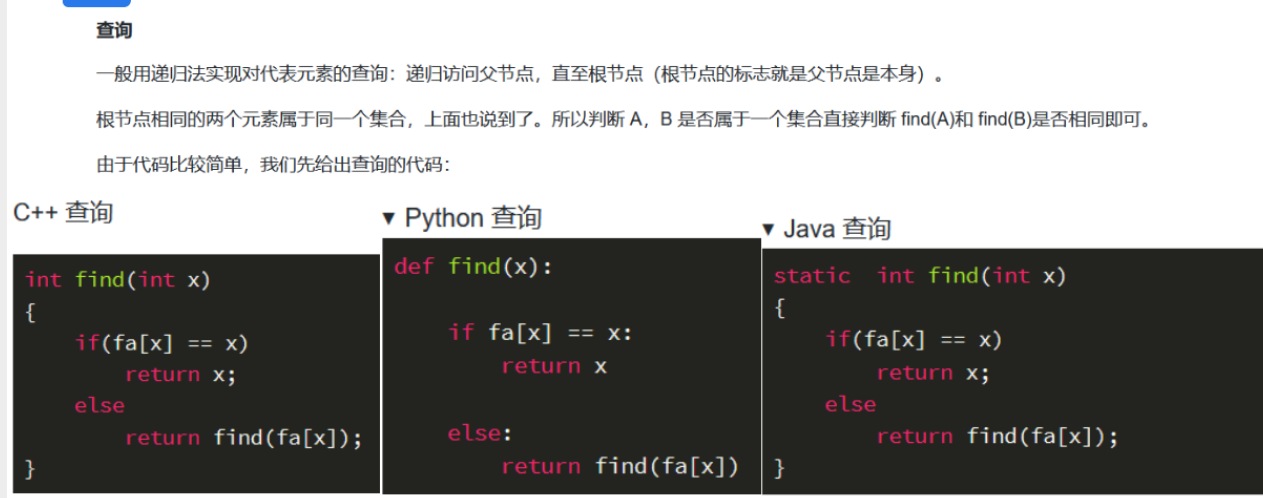 查询
一般用递归法实现对代表元素的查询：递归访问父节点，直至根节点（根节点的标志就是父节点是本身）。
根节点相同的两个元素属于同一个集合，上面也说到了。所以判断 A，B 是否属于一个集合直接判断 find(A)和 find(B)是否相同即可。
由于代码比较简单，我们先给出查询的代码：
C++ 查询
int find(int x)
{
    if(fa[x] == x)
        return x;
    else
        return find(fa[x]);
}
▼ Python 查询
def find(x):
    if fa[x] == x:
        return x
    else:
        return find(fa[x])
▼ Java 查询
static  int find(int x)
{
    if(fa[x] == x)
        return x;
    else
        return find(fa[x]);
}